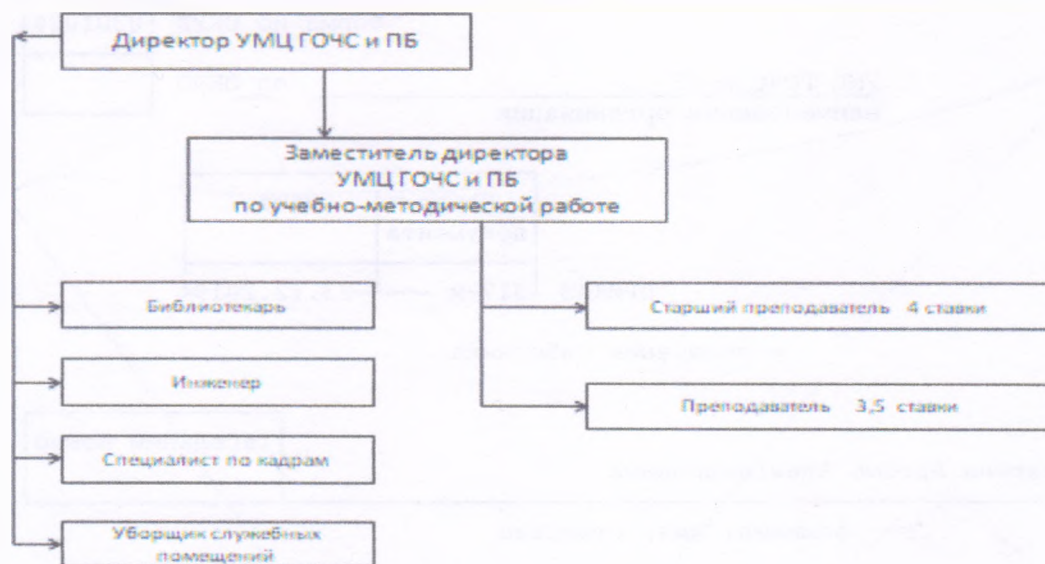 Директор УМЦ ГОЧС и ПБ
Заместитель директора
УМЦ ГОЧС и ПБ
по учебно-методической работе
Библиотекарь
Старший преподаватель 4 ставки
Инженер
Преподаватель 3,5 ставки
Специалист по кадрам
Уборщик служебных
помещений